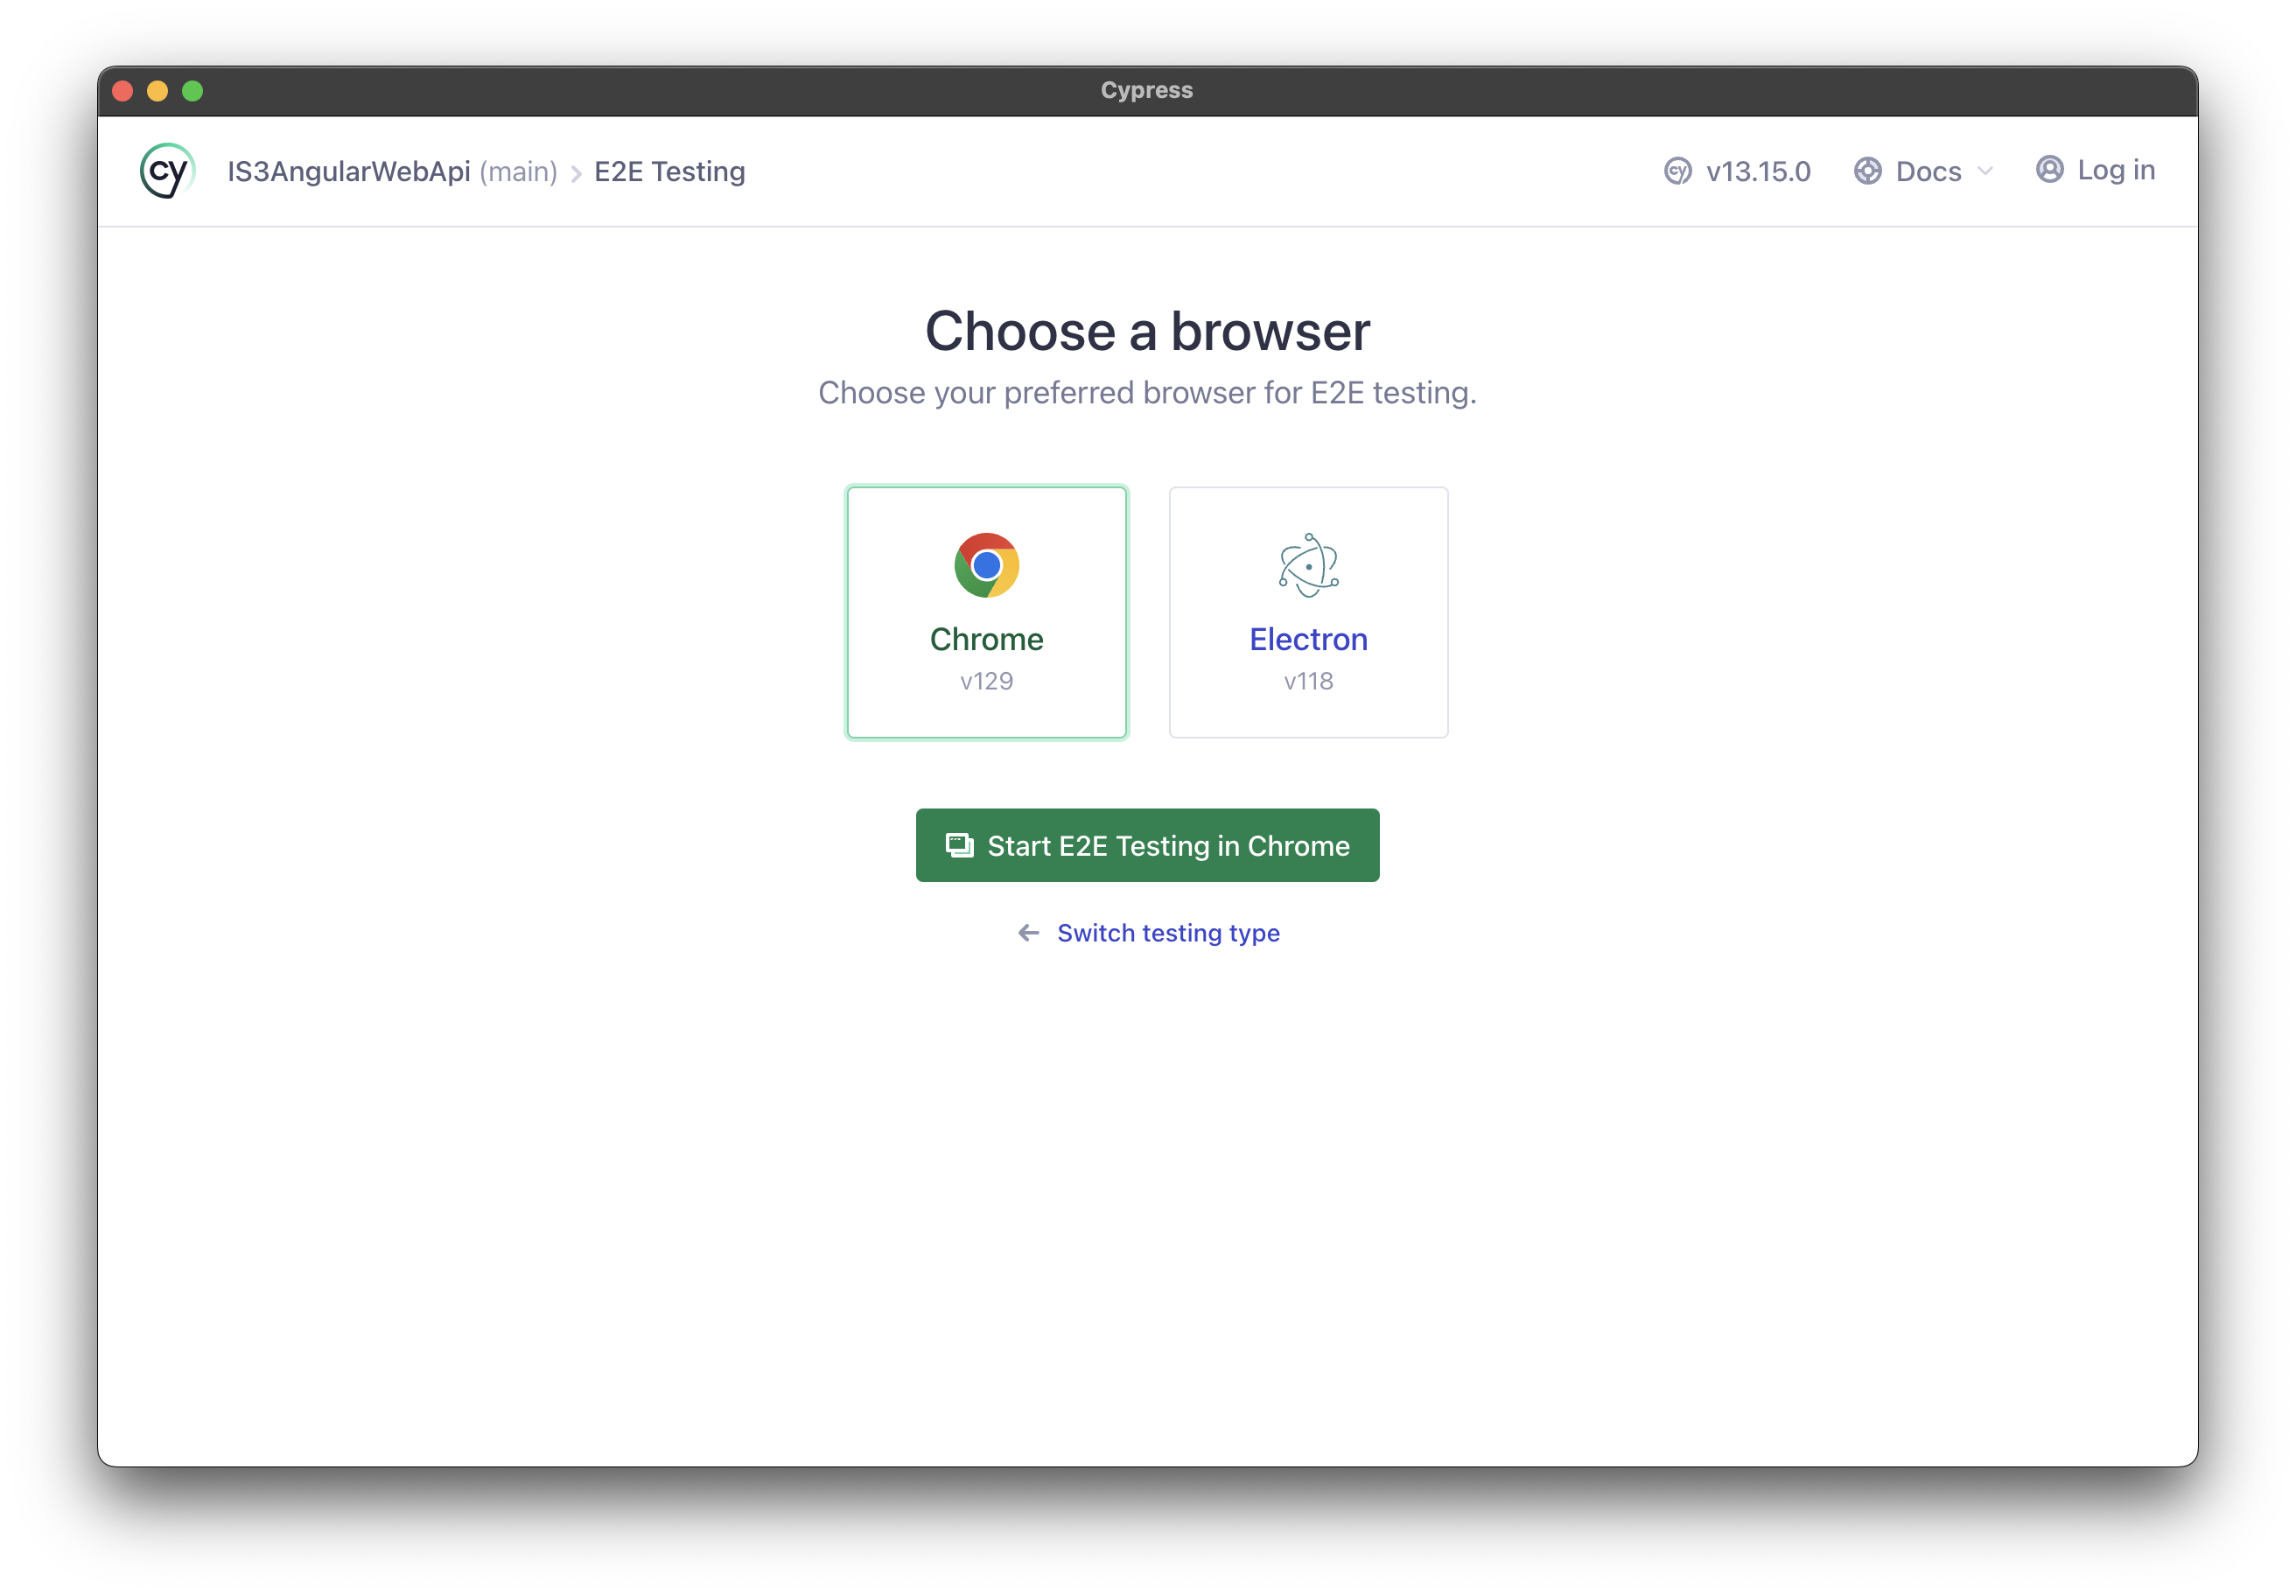 Cypress
cy
IS3AngularWebApi (main) › E2E Testing
cy v13.15.0
Docs
Log in
Choose a browser
Choose your preferred browser for E2E testing.
Chrome
v129
Electron
v118
Start E2E Testing in Chrome
← Switch testing type